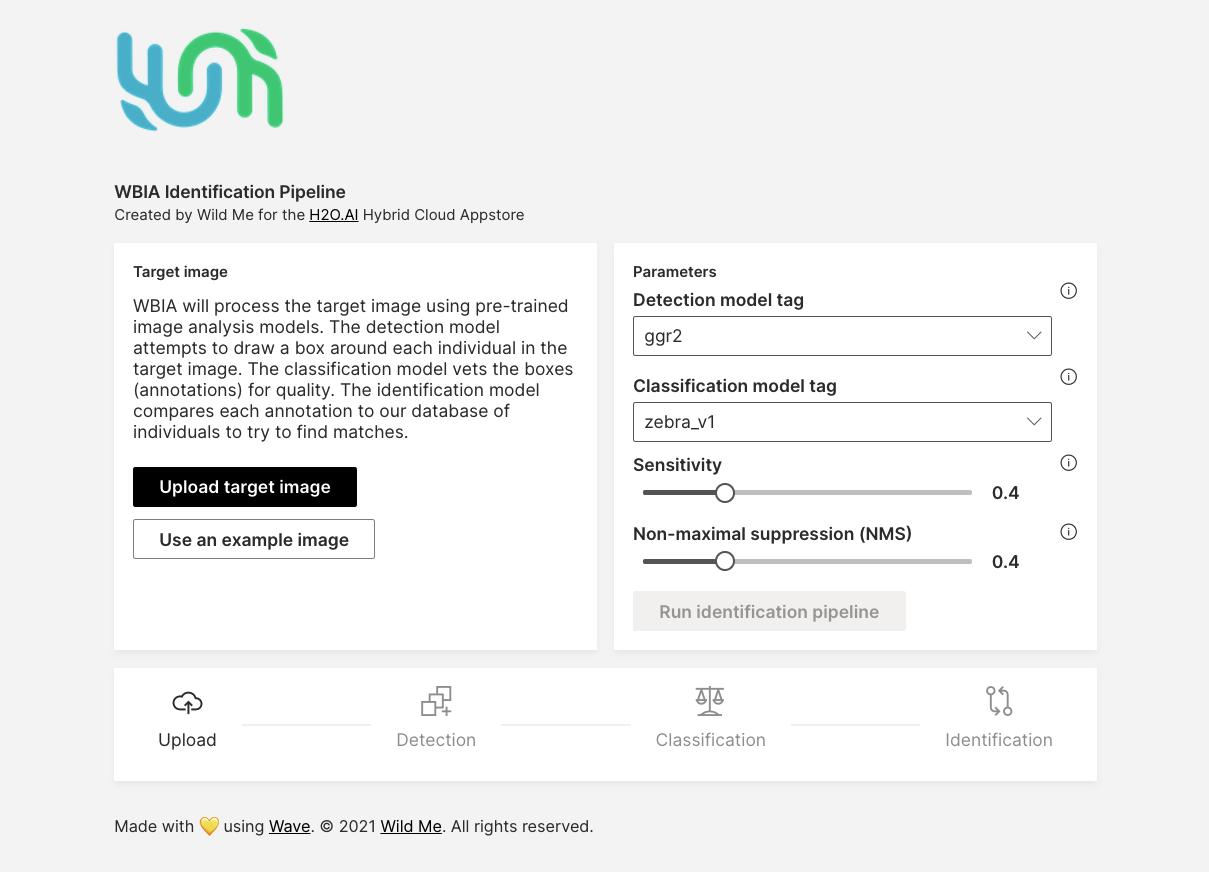 WBIA Identification Pipeline
Created by Wild Me for the H2O.AI Hybrid Cloud Appstore
Target image
WBIA will process the target image using pre-trained
image analysis models. The detection model
attempts to draw a box around each individual in the
target image. The classification model vets the boxes
(annotations) for quality. The identification model
compares each annotation to our database of
individuals to try to find matches.
Upload target image
Use an example image
Parameters
Detection model tag
ggr2
Classification model tag
zebra_v1
Sensitivity
0.4
Non-maximal suppression (NMS)
0.4
Run identification pipeline
Upload
Detection
Classification
Identification
Made with 💛 using Wave. © 2021 Wild Me. All rights reserved.